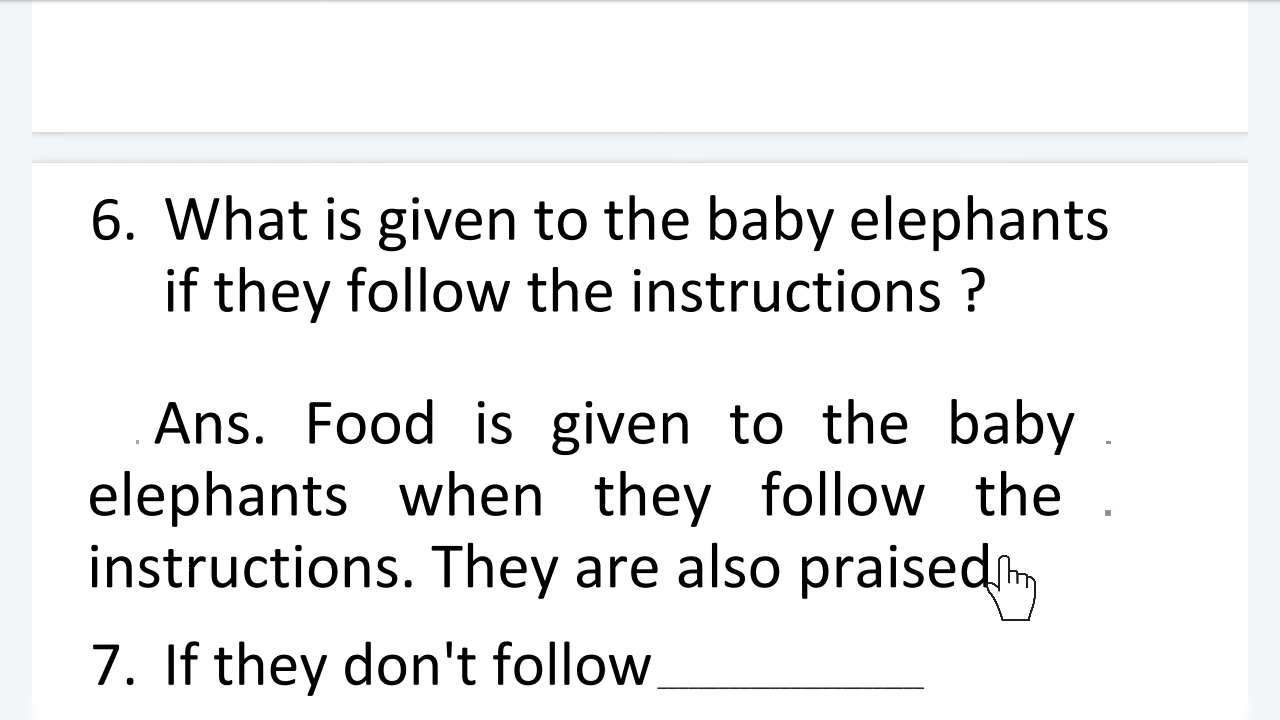 6. What is given to the baby elephants
if they follow the instructions ?
Ans. Food is given to the baby
elephants when they follow the
instructions. They are also praised
7. If they don't follow ____________